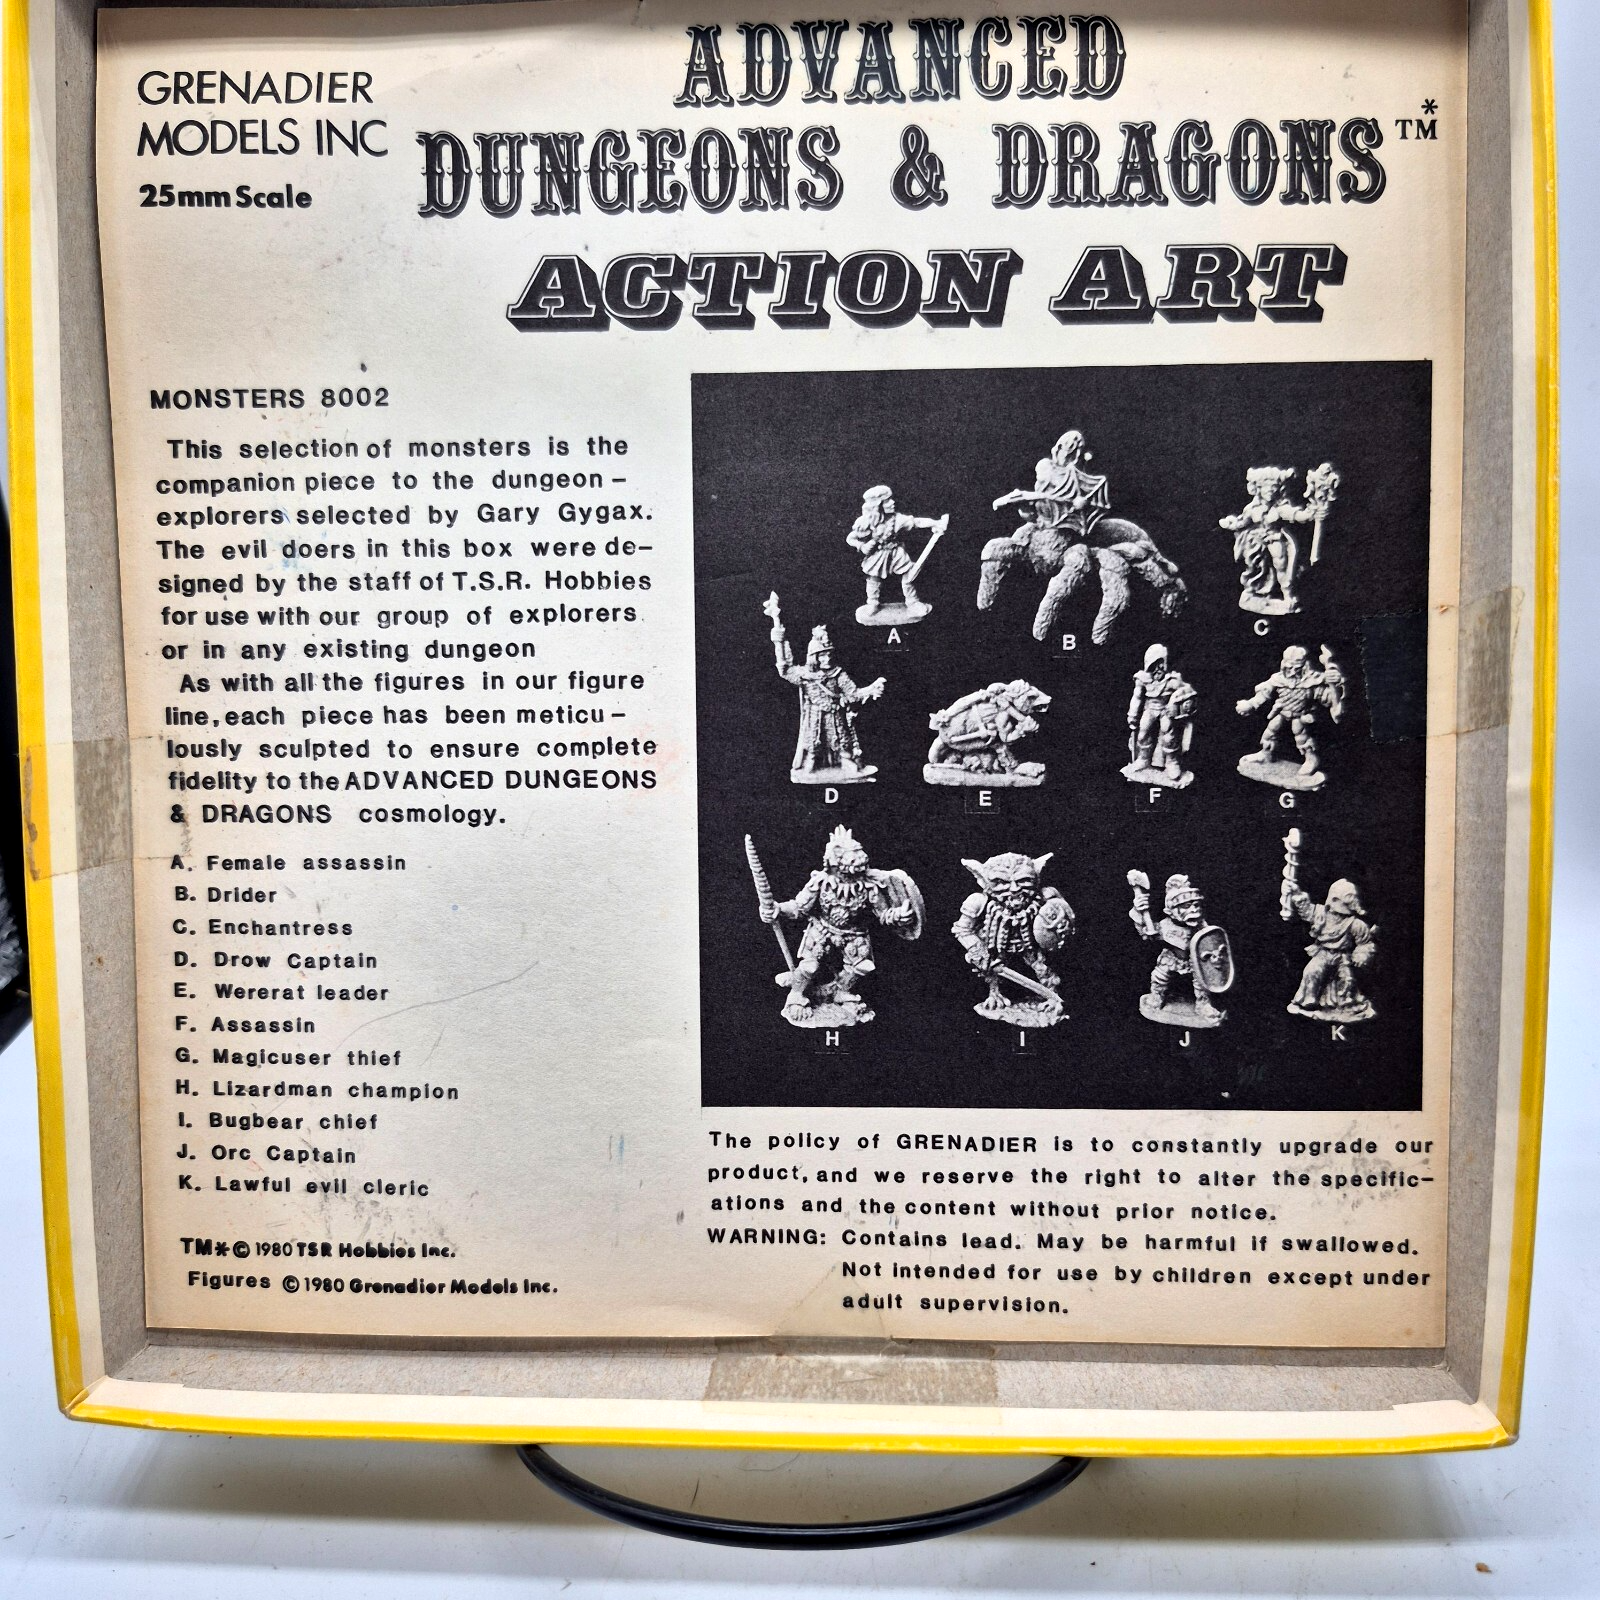 GRENADIER
MODELS INC
25mm Scale
ADVANCED
DUNGEONS & DRAGONS™*
ACTION ART
MONSTERS 8002
This selection of monsters is the
companion piece to the dungeon –
explorers selected by Gary Gygax.
The evil doers in this box were de–
signed by the staff of T.S.R. Hobbies
for use with our group of explorers
or in any existing dungeon
As with all the figures in our figure
line, each piece has been meticu –
lously sculpted to ensure complete
fidelity to the ADVANCED DUNGEONS
& DRAGONS cosmology.
A. Female assassin
B. Drider
C. Enchantress
D. Drow Captain
E. Wererat leader
F. Assassin
G. Magicuser thief
H. Lizardman champion
I. Bugbear chief
J. Orc Captain
K. Lawful evil cleric
TM*© 1980 TSR Hobbies Inc.
Figures © 1980 Grenadier Models Inc.
A
B
C
D
E
F
G
H
I
J
K
The policy of GRENADIER is to constantly upgrade our
product, and we reserve the right to alter the specific–
ations and the content without prior notice.
WARNING: Contains lead. May be harmful if swallowed.
Not intended for use by children except under
adult supervision.